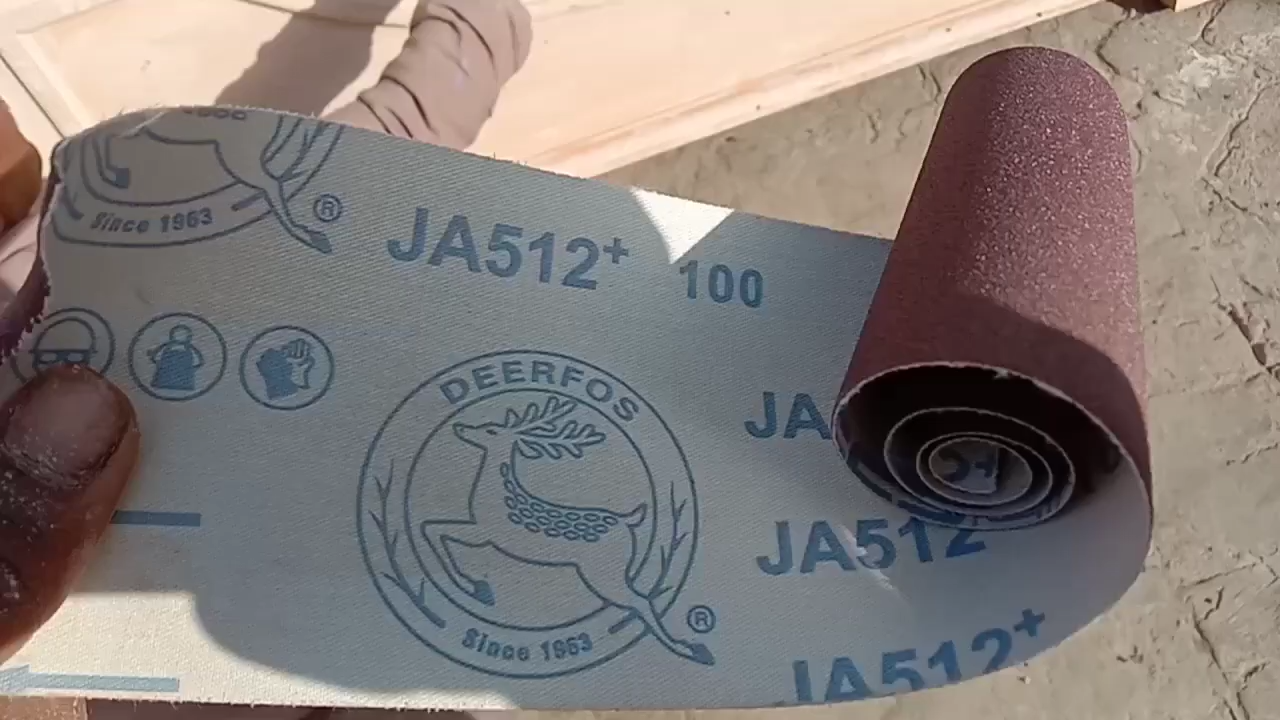 Since 1963 ®
JA512⁺ 100
DEERFOS
Since 1963 ®
JA
JA512
JA512⁺